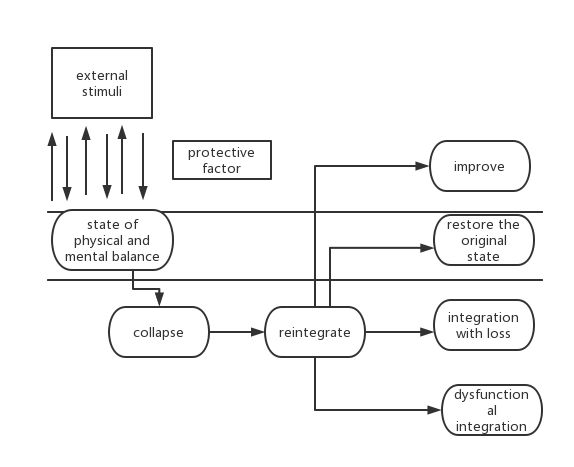 external
stimuli
protective
factor
improve
state of
physical and
mental balance
restore the
original
state
collapse
reintegrate
integration
with loss
dysfunction
al
integration